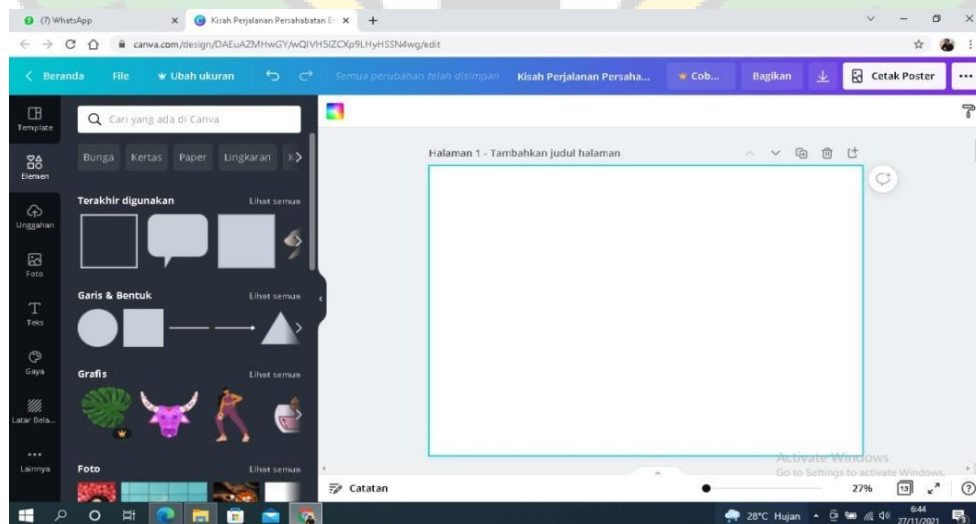 (7) WhatsApp
Kisah Perjalanan Persahabatan Er
canva.com/design/DAEuAZMHwGY/wQIVH5IZCXp9LHyHSSN4wg/edit
Beranda File Ubah ukuran Semua perubahan telah disimpan Kisah Perjalanan Persaha... Cob... Bagikan Cetak Poster
Template
Elemen
Unggahan
Foto
Teks
Gaya
Latar Bela...
Lainnya
Cari yang ada di Canva
Bunga Kertas Paper Lingkaran
Terakhir digunakan Lihat semua
Garis & Bentuk Lihat semua
Grafis Lihat semua
Foto Lihat semua
Halaman 1 - Tambahkan judul halaman
Activate Windows
Go to Settings to activate Windows.
Catatan 27% 13
28°C Hujan 6:44
27/11/2021